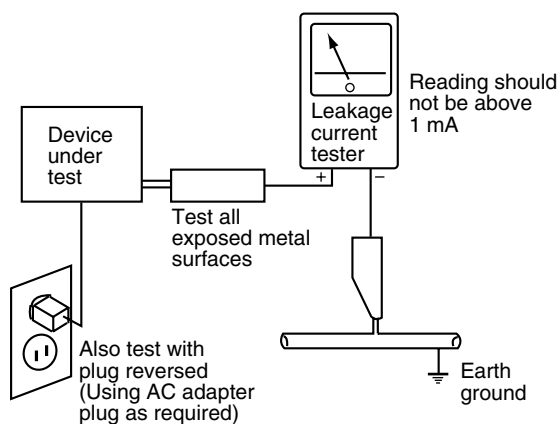 Device
under
test
Leakage
current
tester
+
–
Reading should
not be above
1 mA
Test all
exposed metal
surfaces
Also test with
plug reversed
(Using AC adapter
plug as required)
Earth
ground